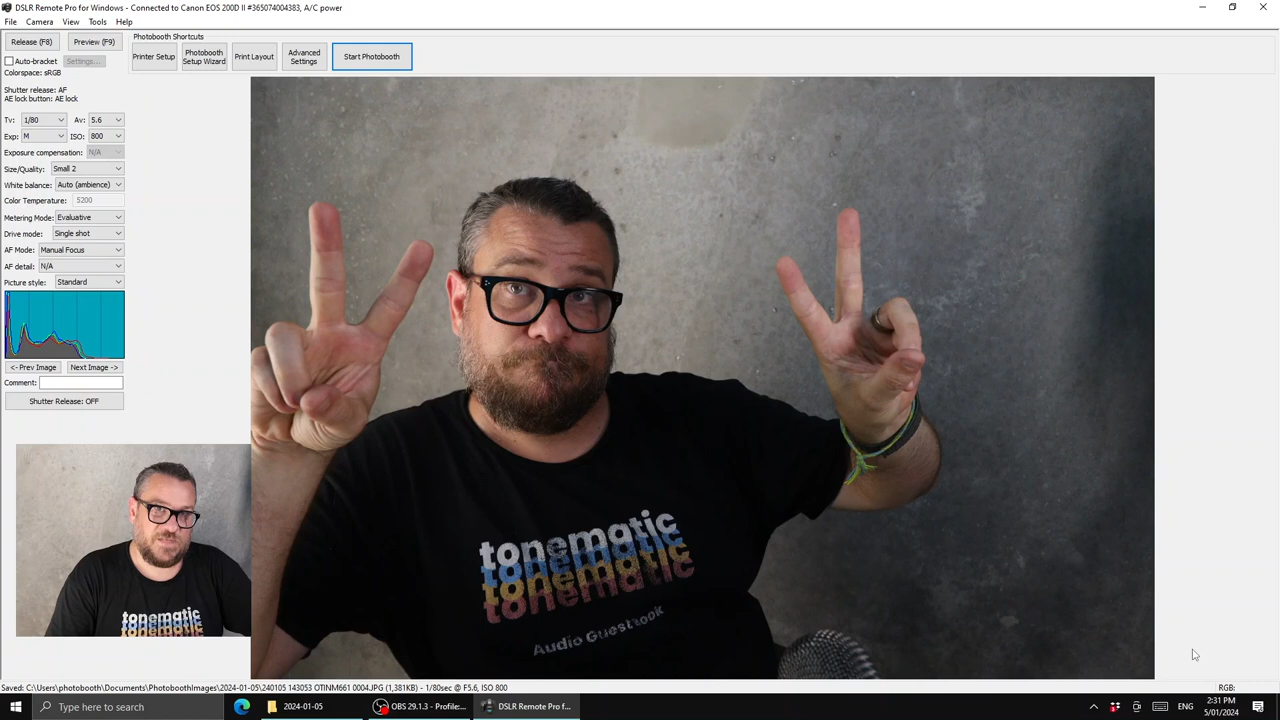 DSLR Remote Pro for Windows - Connected to Canon EOS 200D II #365074004383, A/C power
File Camera View Tools Help
Release (F8) Preview (F9)
Photobooth Shortcuts
Auto-bracket Settings...
Printer Setup
Photobooth
Setup Wizard
Print Layout
Advanced
Settings
Start Photobooth
Colorspace: sRGB
Shutter release: AF
AE lock button: AE lock
Tv: 1/80 Av: 5.6
Exp: M ISO: 800
Exposure compensation: N/A
Size/Quality: Small 2
White balance: Auto (ambience)
Color Temperature: 5200
Metering Mode: Evaluative
Drive mode: Single shot
AF Mode: Manual Focus
AF detail: N/A
Picture style: Standard
<- Prev Image Next Image ->
Comment:
Shutter Release: OFF
tonematic
tonematic
tonematic
tonematic
Audio Guestbook
tonematic
tonematic
tonematic
Saved: C:\Users\photobooth\Documents\PhotoboothImages\2024-01-05\240105 143053 OTINM661 0004.JPG (1,381KB) - 1/80sec @ F5.6, ISO 800
RGB:
Type here to search
2024-01-05
OBS 29.1.3 - Profile:...
DSLR Remote Pro f...
ENG
2:31 PM
5/01/2024